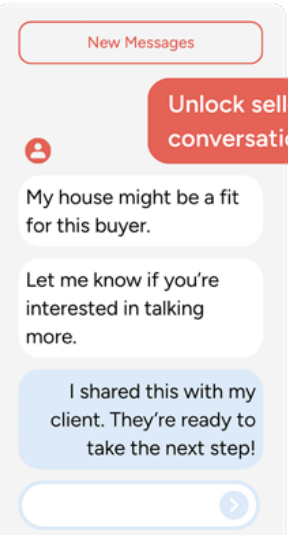 New Messages
Unlock sell
conversatio
My house might be a fit
for this buyer.
Let me know if you’re
interested in talking
more.
I shared this with my
client. They’re ready to
take the next step!